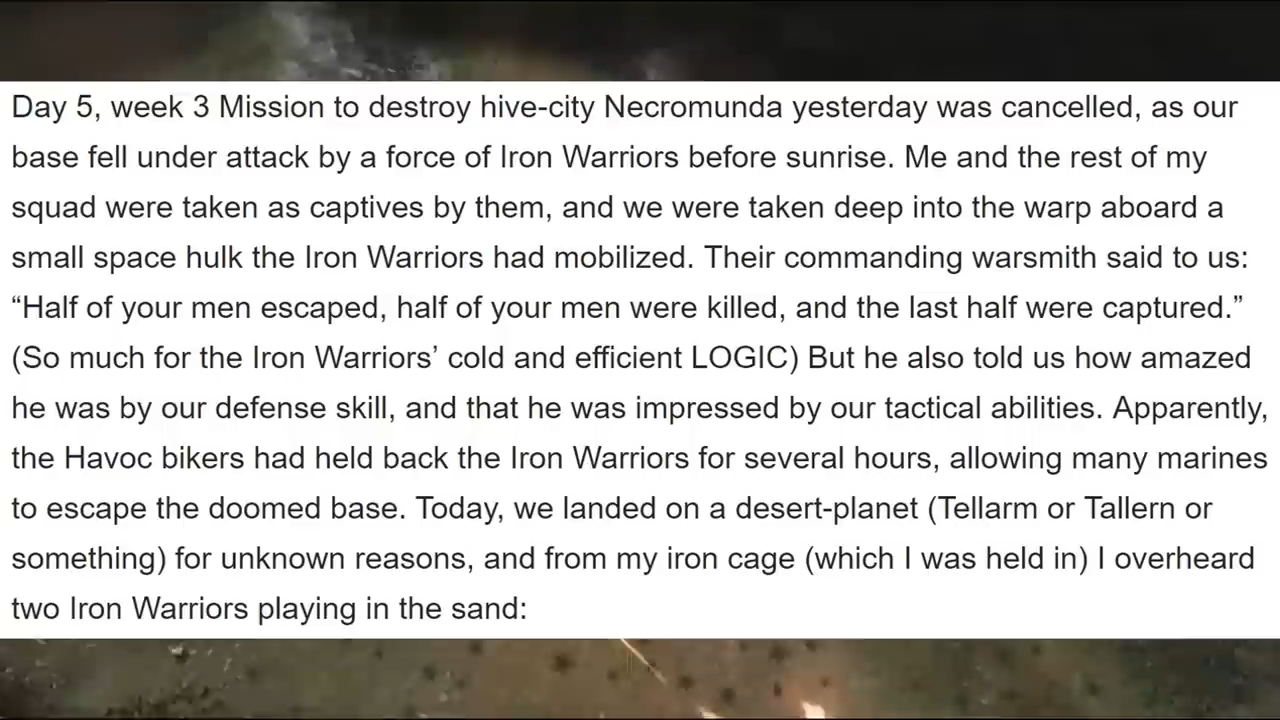 Day 5, week 3 Mission to destroy hive-city Necromunda yesterday was cancelled, as our
base fell under attack by a force of Iron Warriors before sunrise. Me and the rest of my
squad were taken as captives by them, and we were taken deep into the warp aboard a
small space hulk the Iron Warriors had mobilized. Their commanding warsmith said to us:
“Half of your men escaped, half of your men were killed, and the last half were captured.”
(So much for the Iron Warriors’ cold and efficient LOGIC) But he also told us how amazed
he was by our defense skill, and that he was impressed by our tactical abilities. Apparently,
the Havoc bikers had held back the Iron Warriors for several hours, allowing many marines
to escape the doomed base. Today, we landed on a desert-planet (Tellarm or Tallern or
something) for unknown reasons, and from my iron cage (which I was held in) I overheard
two Iron Warriors playing in the sand: